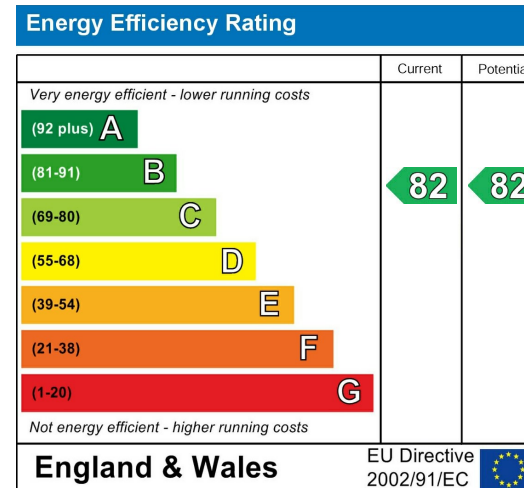 Energy Efficiency Rating
Current Potentia
Very energy efficient - lower running costs
(92 plus) A
(81-91) B
82 82
(69-80) C
(55-68) D
(39-54) E
(21-38) F
(1-20) G
Not energy efficient - higher running costs
England & Wales
EU Directive
2002/91/EC